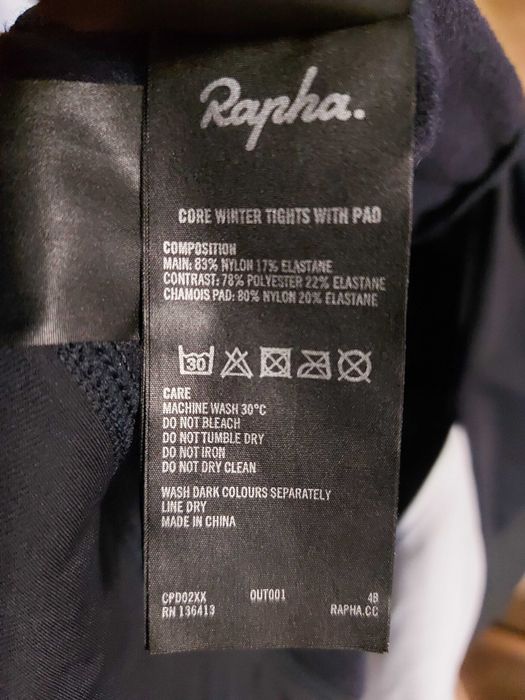 Rapha.
CORE WINTER TIGHTS WITH PAD
COMPOSITION
MAIN: 83% NYLON 17% ELASTANE
CONTRAST: 78% POLYESTER 22% ELASTANE
CHAMOIS PAD: 80% NYLON 20% ELASTANE
30
CARE
MACHINE WASH 30°C
DO NOT BLEACH
DO NOT TUMBLE DRY
DO NOT IRON
DO NOT DRY CLEAN
WASH DARK COLOURS SEPARATELY
LINE DRY
MADE IN CHINA
CPD02XX OUT001 4B
RN 136413 RAPHA.CC